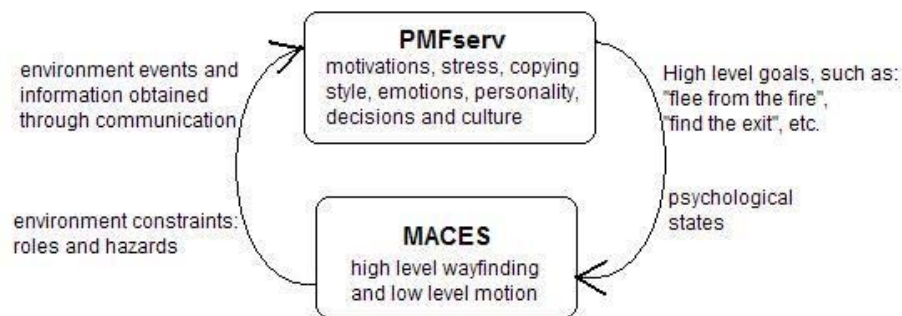 PMFserv
motivations, stress, copying
style, emotions, personality,
decisions and culture
environment events and
information obtained
through communication
High level goals, such as:
"flee from the fire",
"find the exit", etc.
environment constraints:
roles and hazards
psychological
states
MACES
high level wayfinding
and low level motion